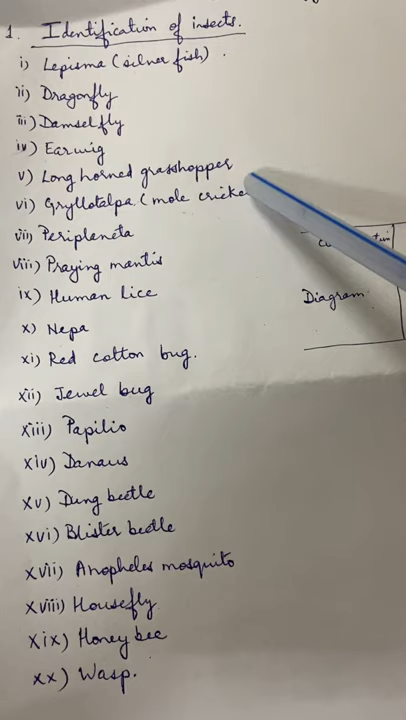 1. Identification of insects.
i) Lepisma (silver fish).
ii) Dragonfly
iii) Damselfly
iv) Earwig
v) Long horned grasshopper
vi) Gryllotalpa (mole cricke
vii) Periplaneta
viii) Praying mantis
ix) Human lice
Diagram
x) Nepa
xi) Red cotton bug.
xii) Jewel bug
xiii) Papilio
xiv) Danaus
xv) Dung beetle
xvi) Blister beetle
xvii) Anopheles mosquito
xviii) Housefly
xix) Honeybee
xx) Wasp.